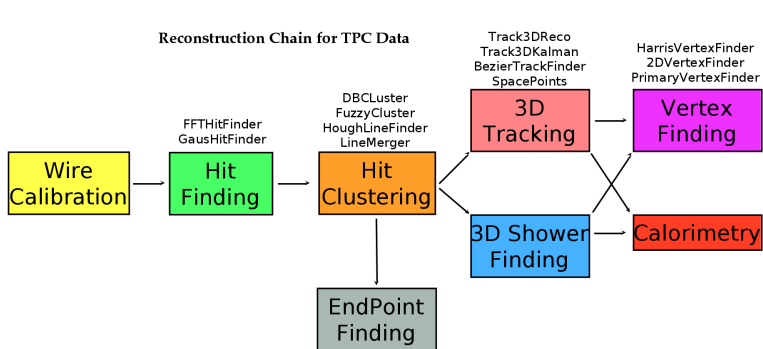 Reconstruction Chain for TPC Data
Wire
Calibration
FFTHitFinder
GausHitFinder
Hit
Finding
DBCLuster
FuzzyCluster
HoughLineFinder
LineMerger
Hit
Clustering
EndPoint
Finding
Track3DReco
Track3DKalman
BezierTrackFinder
SpacePoints
3D
Tracking
3D Shower
Finding
HarrisVertexFinder
2DVertexFinder
PrimaryVertexFinder
Vertex
Finding
Calorimetry